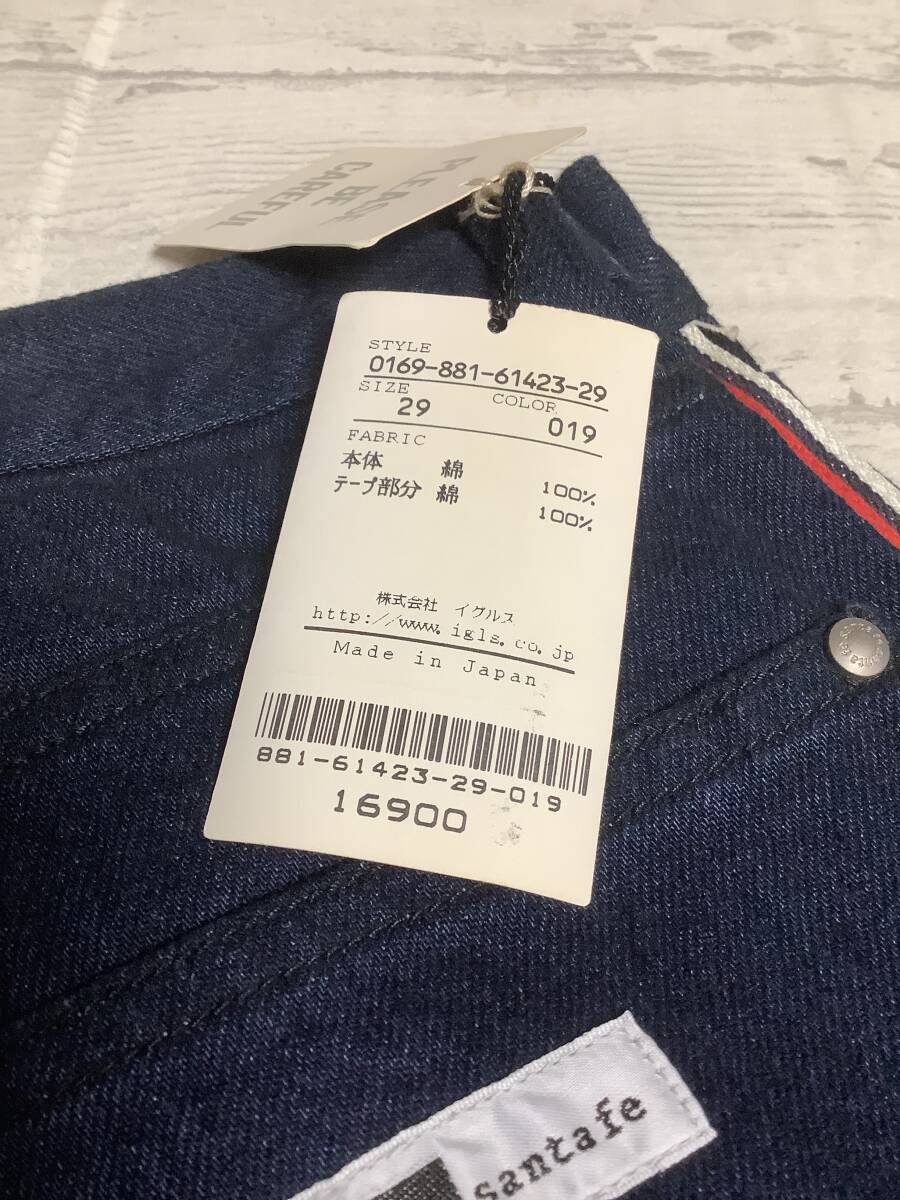 PLEASE
BE
CAREFUL
STYLE
0169-881-61423-29
SIZE COLOR
29 019
FABRIC
本体 綿 100%
テープ部分 綿 100%
株式会社 イグルス
http://www.igls.co.jp
Made in Japan
881-61423-29-019
16900
santafe